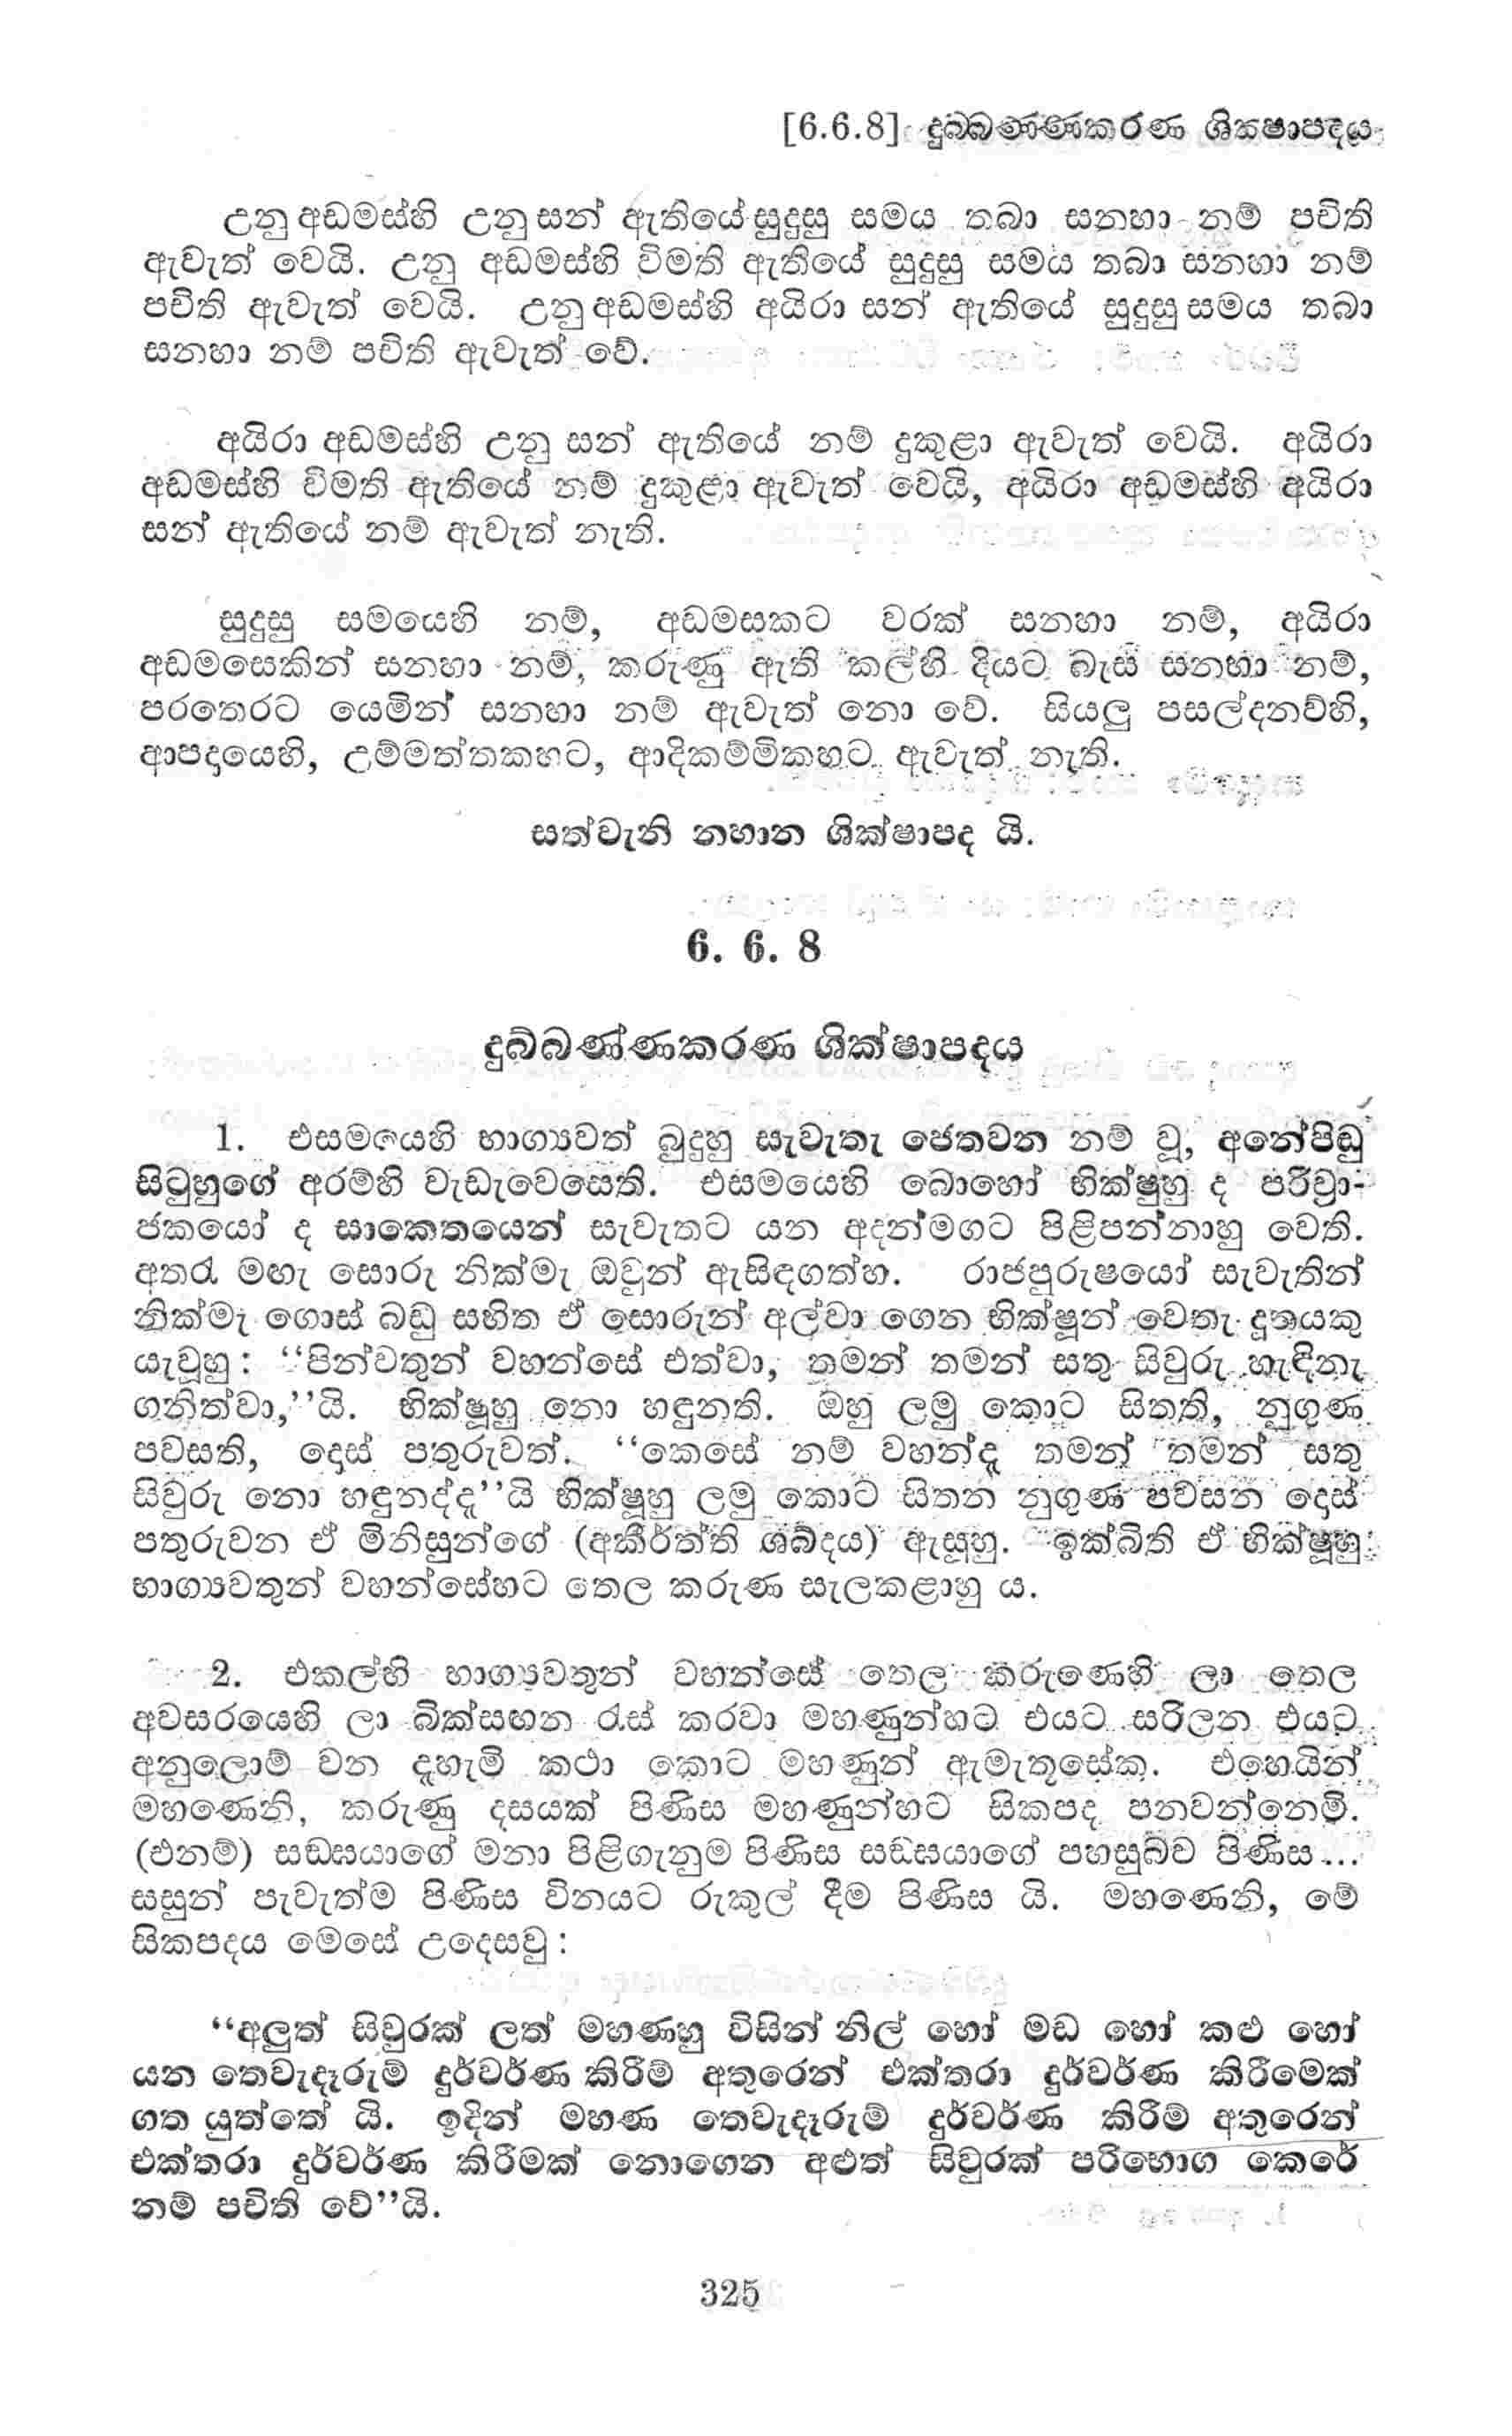 [6.6.8] දුබ්බණ්ණකරණ ශික්ෂාපදය
උනු අඩමස්හි උනු සන් ඇතියේ සුදුසු සමය තබා සනහා නම් පචිති
ඇවැත් වෙයි. උනු අඩමස්හි විමති ඇතියේ සුදුසු සමය තබා සනහා නම්
පචිති ඇවැත් වෙයි. උනු අඩමස්හි අයිරා සන් ඇතියේ සුදුසු සමය තබා
සනහා නම් පචිති ඇවැත් වේ.
අයිරා අඩමස්හි උනු සන් ඇතියේ නම් දුකුළා ඇවැත් වෙයි. අයිරා
අඩමස්හි විමති ඇතියේ නම් දුකුළා ඇවැත් වෙයි, අයිරා අඩමස්හි අයිරා
සන් ඇතියේ නම් ඇවැත් නැති.
සුදුසු සමයෙහි නම්, අඩමසකට වරක් සනහා නම්, අයිරා
අඩමසෙකින් සනහා නම්, කරුණු ඇති කල්හි දියට බැස සනහා නම්,
පරතෙරට යෙමින් සනහා නම් ඇවැත් නො වේ. සියලු පසල්දනව්හි,
ආපදායෙහි, උම්මත්තකහට, ආදිකම්මිකහට ඇවැත් නැති.
සත්වැනි නහාන ශික්ෂාපද යි.
6. 6. 8
දුබ්බණ්ණකරණ ශික්ෂාපදය
1. එසමයෙහි භාග්‍යවත් බුදුහු සැවැතැ ජෙතවන නම් වූ, අනේපිඬු
සිටුහුගේ අරම්හි වැඩැවෙසෙති. එසමයෙහි බොහෝ භික්ෂුහු ද පරිව්‍රා-
ජකයෝ ද සාකෙතයෙන් සැවැතට යන අදන්මගට පිළිපන්නාහු වෙති.
අතරැ මඟැ සොරු නික්මැ ඔවුන් ඇසිඳගත්හ. රාජපුරුෂයෝ සැවැතින්
නික්මැ ගොස් බඩු සහිත ඒ සොරුන් අල්වා ගෙන භික්ෂූන් වෙතැ දූතයකු
යැවූහු: “පින්වතුන් වහන්සේ එත්වා, තමන් තමන් සතු සිවුරු හැඳිනැ
ගනිත්වා,”යි. භික්ෂූහු නො හඳුනති. ඔහු ලමු කොට සිතති, නුගුණ
පවසති, දොස් පතුරුවත්. “කෙසේ නම් වහන්දෑ තමන් තමන් සතු
සිවුරු නො හඳුනද්ද”යි භික්ෂූහු ලමු කොට සිතන නුගුණ පවසන දොස්
පතුරුවන ඒ මිනිසුන්ගේ (අකීර්ත්ති ශබ්දය) ඇසූහු. ඉක්බිති ඒ භික්ෂූහු
භාග්‍යවතුන් වහන්සේහට තෙල කරුණ සැලකළාහු ය.
2. එකල්හි භාග්‍යවතුන් වහන්සේ තෙල කරුණෙහි ලා තෙල
අවසරයෙහි ලා බික්සඟන රැස් කරවා මහණුන්හට එයට සරිලන එයට
අනුලොම් වන දැහැමි කථා කොට මහණුන් ඇමැතූසේක. එහෙයින්
මහණෙනි, කරුණු දසයක් පිණිස මහණුන්හට සිකපද පනවන්නෙමි.
(එනම්) සඞ්ඝයාගේ මනා පිළිගැනුම පිණිස සඞ්ඝයාගේ පහසුබව පිණිස...
සසුන් පැවැත්ම පිණිස විනයට රුකුල් දීම පිණිස යි. මහණෙනි, මේ
සිකපදය මෙසේ උදෙසවු:
“අලුත් සිවුරක් ලත් මහණහු විසින් නිල් හෝ මඩ හෝ කළු හෝ
යන තෙවැදෑරුම් දුර්වර්ණ කිරීම් අතුරෙන් එක්තරා දුර්වර්ණ කිරීමෙක්
ගත යුත්තේ යි. ඉදින් මහණ තෙවැදෑරුම් දුර්වර්ණ කිරීම් අතුරෙන්
එක්තරා දුර්වර්ණ කිරීමක් නොගෙන අළුත් සිවුරක් පරිභොග කෙරේ
නම් පචිති වේ”යි.
325